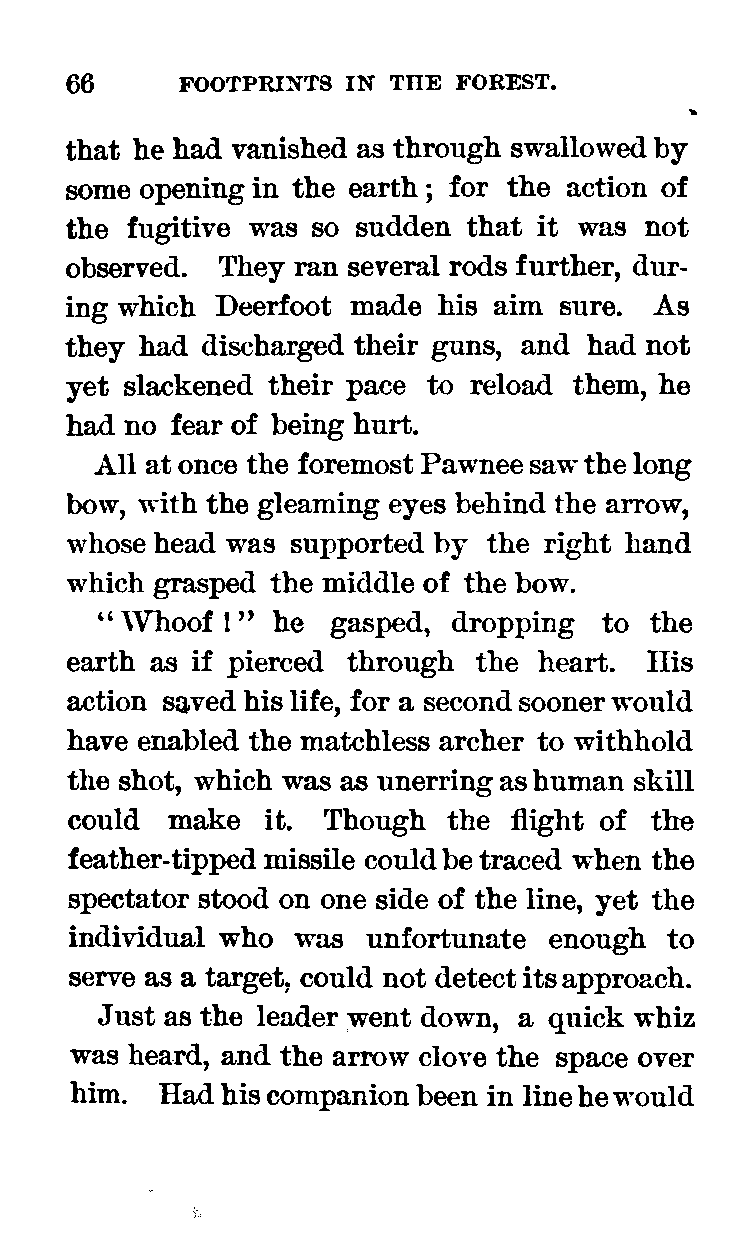 66 FOOTPRINTS IN THE FOREST.
that he had vanished as through swallowed by
some opening in the earth ; for the action of
the fugitive was so sudden that it was not
observed. They ran several rods further, dur-
ing which Deerfoot made his aim sure. As
they had discharged their guns, and had not
yet slackened their pace to reload them, he
had no fear of being hurt.
All at once the foremost Pawnee saw the long
bow, with the gleaming eyes behind the arrow,
whose head was supported by the right hand
which grasped the middle of the bow.
“ Whoof ! ” he gasped, dropping to the
earth as if pierced through the heart. His
action saved his life, for a second sooner would
have enabled the matchless archer to withhold
the shot, which was as unerring as human skill
could make it. Though the flight of the
feather-tipped missile could be traced when the
spectator stood on one side of the line, yet the
individual who was unfortunate enough to
serve as a target, could not detect its approach.
Just as the leader went down, a quick whiz
was heard, and the arrow clove the space over
him. Had his companion been in line he would